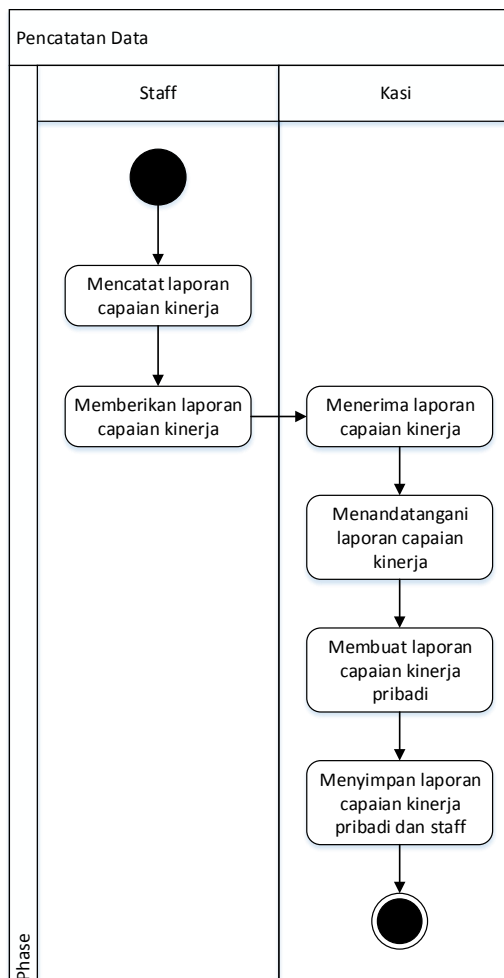 Pencatatan Data
Staff
Kasi
Mencatat laporan
capaian kinerja
Memberikan laporan
capaian kinerja
Menerima laporan
capaian kinerja
Menandatangani
laporan capaian
kinerja
Membuat laporan
capaian kinerja
pribadi
Menyimpan laporan
capaian kinerja
pribadi dan staff
Phase